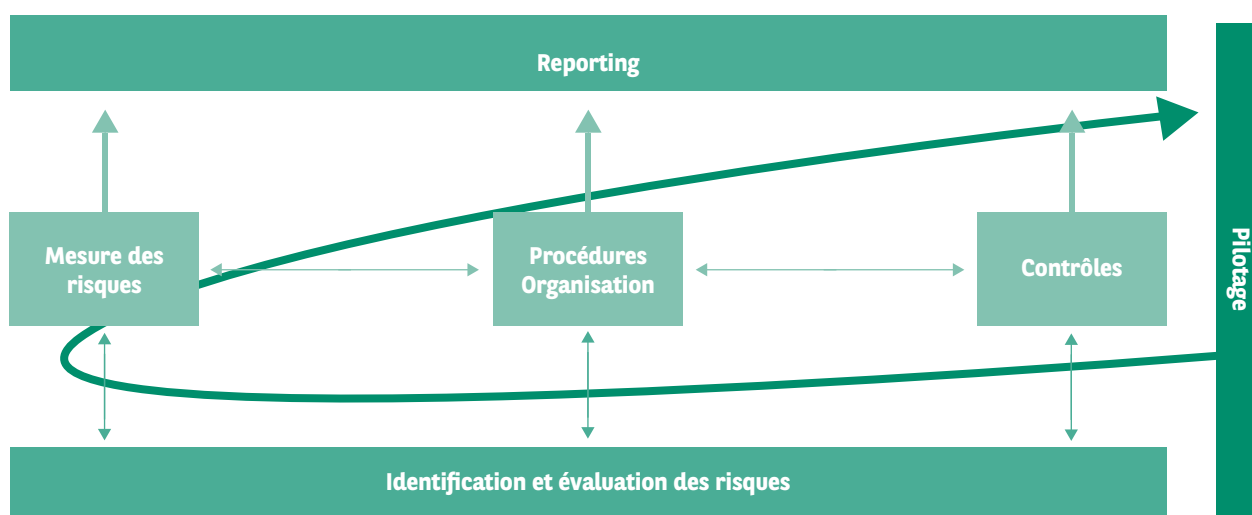 Reporting
Mesure des
risques
Procédures
Organisation
Contrôles
Pilotage
Identification et évaluation des risques